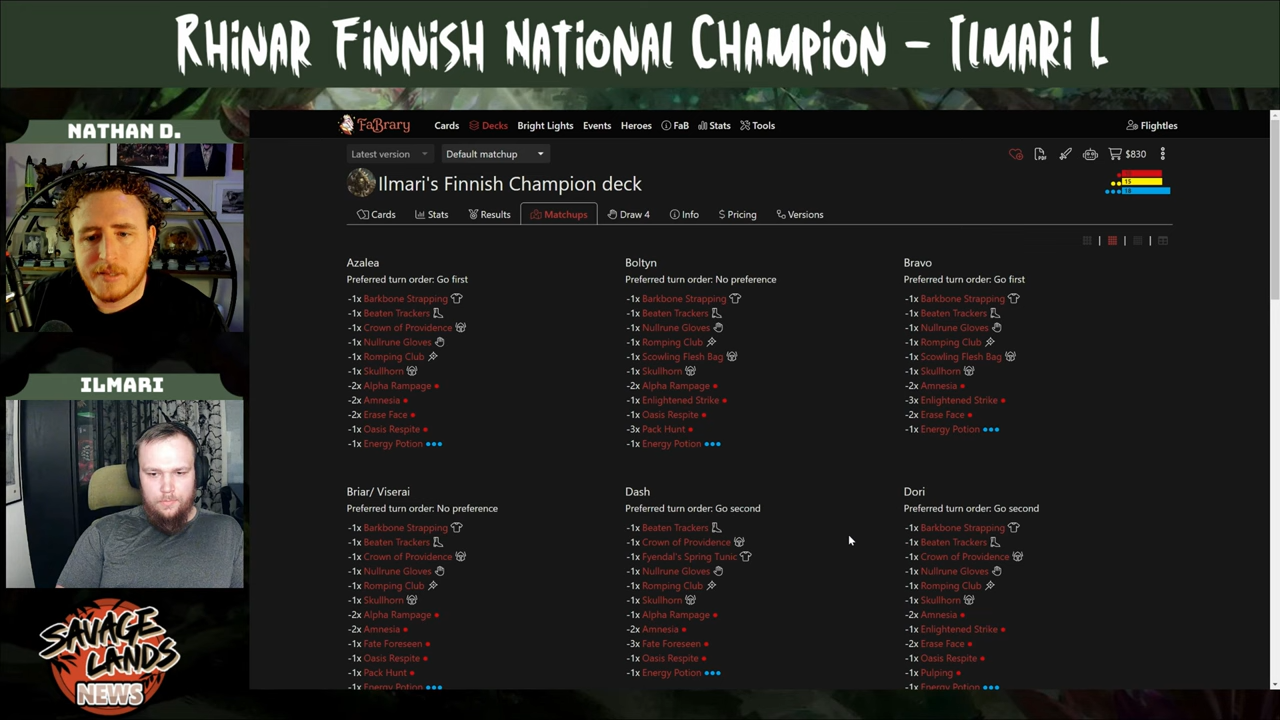 Rhinar Finnish National Champion - Ilmari L
NATHAN D.
ILMARI
SAVAGE
LANDS
NEWS
FaBrary
Cards Decks Bright Lights Events Heroes FaB Stats Tools
Flightles
Latest version
Default matchup
$830
Ilmari's Finnish Champion deck
15
18
Cards Stats Results Matchups Draw 4 Info Pricing Versions
Azalea
Preferred turn order: Go first
-1x Barkbone Strapping
-1x Beaten Trackers
-1x Crown of Providence
-1x Nullrune Gloves
-1x Romping Club
-1x Skullhorn
-2x Alpha Rampage
-2x Amnesia
-2x Erase Face
-1x Oasis Respite
-1x Energy Potion
Boltyn
Preferred turn order: No preference
-1x Barkbone Strapping
-1x Beaten Trackers
-1x Nullrune Gloves
-1x Romping Club
-1x Scowling Flesh Bag
-1x Skullhorn
-2x Alpha Rampage
-1x Enlightened Strike
-1x Oasis Respite
-3x Pack Hunt
-1x Energy Potion
Bravo
Preferred turn order: Go first
-1x Barkbone Strapping
-1x Beaten Trackers
-1x Nullrune Gloves
-1x Romping Club
-1x Scowling Flesh Bag
-1x Skullhorn
-2x Amnesia
-3x Enlightened Strike
-2x Erase Face
-1x Energy Potion
Briar/ Viserai
Preferred turn order: No preference
-1x Barkbone Strapping
-1x Beaten Trackers
-1x Crown of Providence
-1x Nullrune Gloves
-1x Romping Club
-1x Skullhorn
-2x Alpha Rampage
-2x Amnesia
-1x Fate Foreseen
-1x Oasis Respite
-1x Pack Hunt
-1x Energy Potion
Dash
Preferred turn order: Go second
-1x Beaten Trackers
-1x Crown of Providence
-1x Fyendal's Spring Tunic
-1x Nullrune Gloves
-1x Romping Club
-1x Skullhorn
-1x Alpha Rampage
-2x Amnesia
-3x Fate Foreseen
-1x Oasis Respite
-1x Energy Potion
Dori
Preferred turn order: Go second
-1x Barkbone Strapping
-1x Beaten Trackers
-1x Crown of Providence
-1x Nullrune Gloves
-1x Romping Club
-1x Skullhorn
-2x Amnesia
-1x Enlightened Strike
-2x Erase Face
-1x Oasis Respite
-1x Pulping
-1x Energy Potion